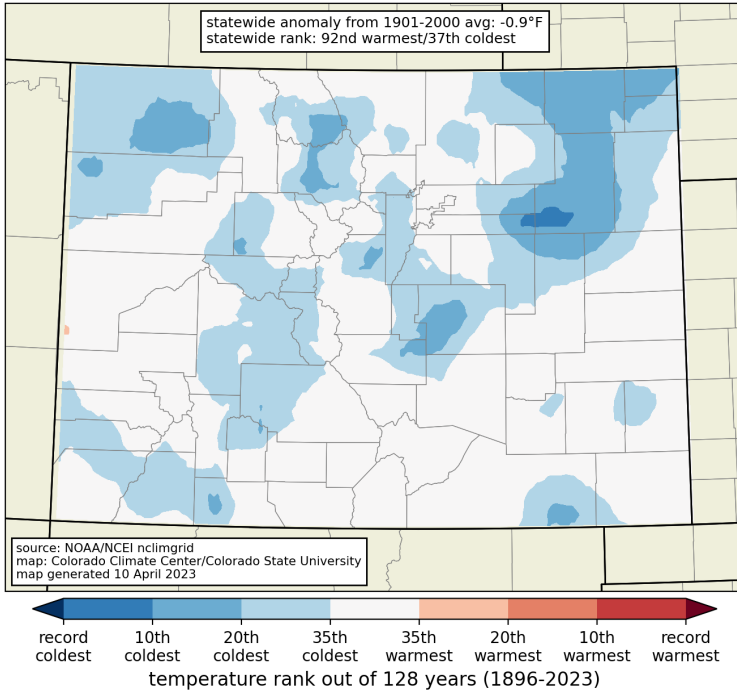 statewide anomaly from 1901-2000 avg: -0.9°F
statewide rank: 92nd warmest/37th coldest
source: NOAA/NCEI nclimgrid
map: Colorado Climate Center/Colorado State University
map generated 10 April 2023
record coldest
10th coldest
20th coldest
35th coldest
35th warmest
20th warmest
10th warmest
record warmest
temperature rank out of 128 years (1896-2023)